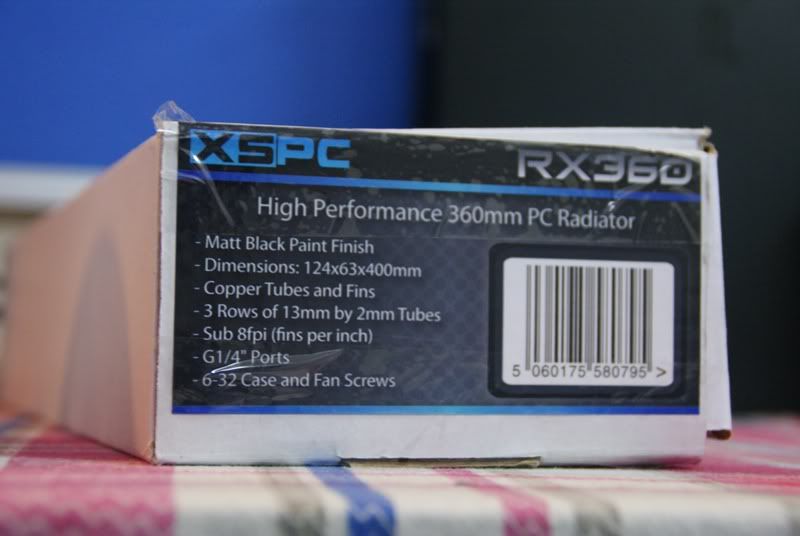 XSPC
RX360
High Performance 360mm PC Radiator
- Matt Black Paint Finish
- Dimensions: 124x63x400mm
- Copper Tubes and Fins
- 3 Rows of 13mm by 2mm Tubes
- Sub 8fpi (fins per inch)
- G1/4" Ports
- 6-32 Case and Fan Screws
5 060175 580795 >